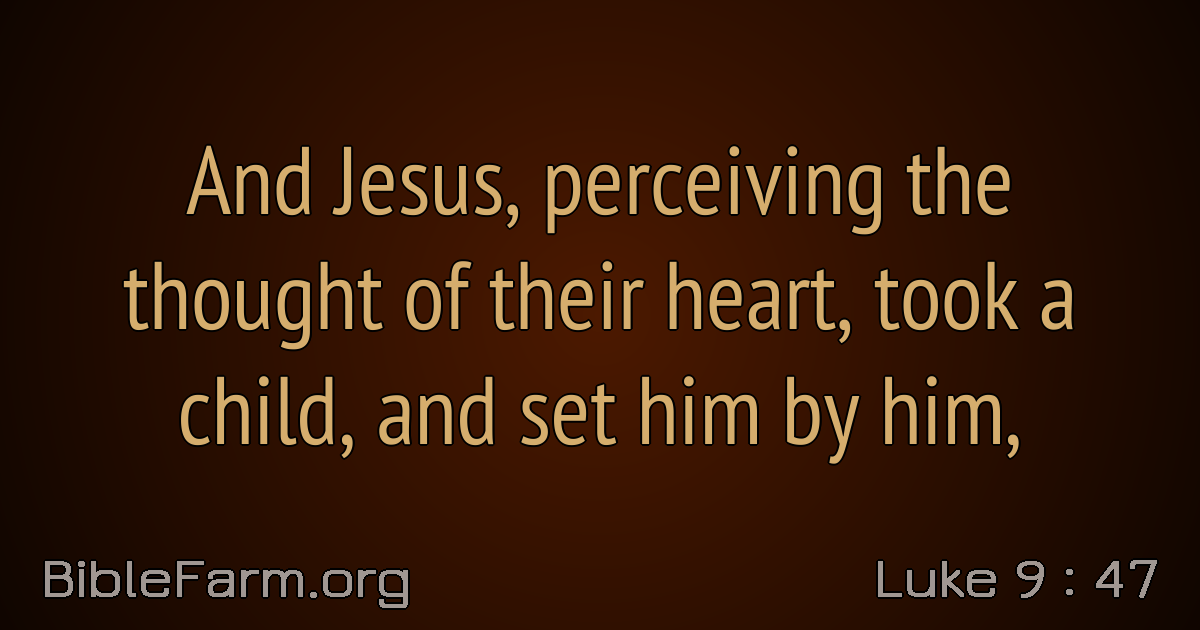 And Jesus, perceiving the
thought of their heart, took a
child, and set him by him,
BibleFarm.org
Luke 9 : 47